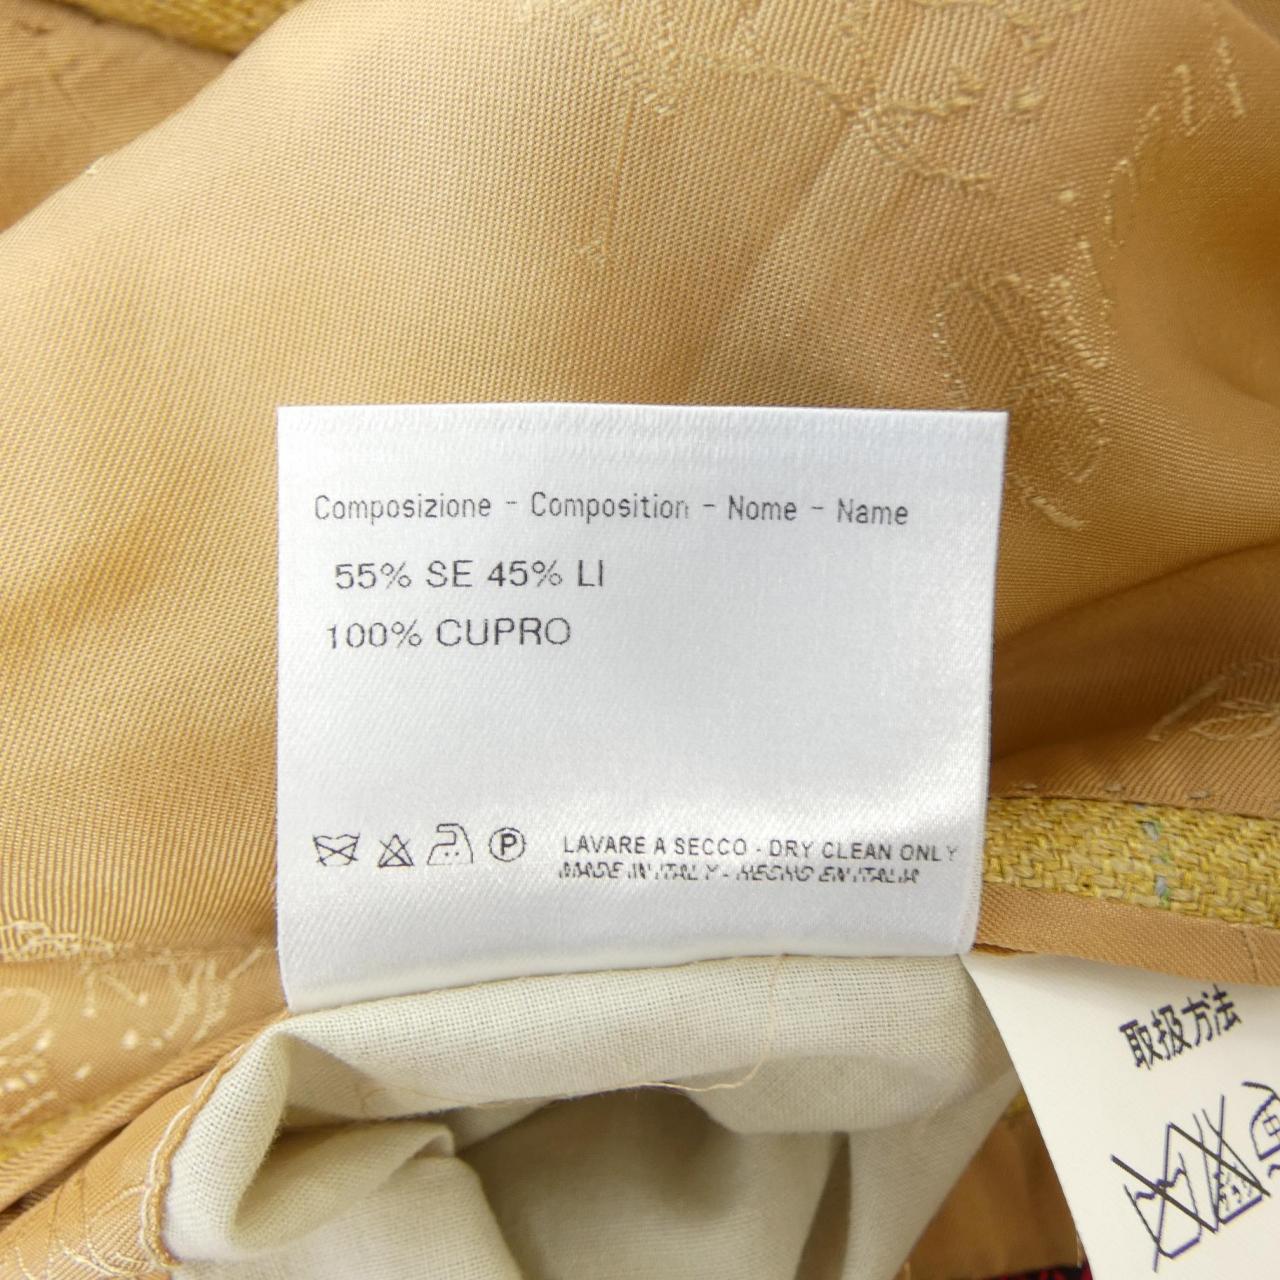 Composizione - Composition - Nome - Name
55% SE 45% LI
100% CUPRO
P
LAVARE A SECCO - DRY CLEAN ONLY
MADE IN ITALY - HECHO EN ITALIA
取扱方法